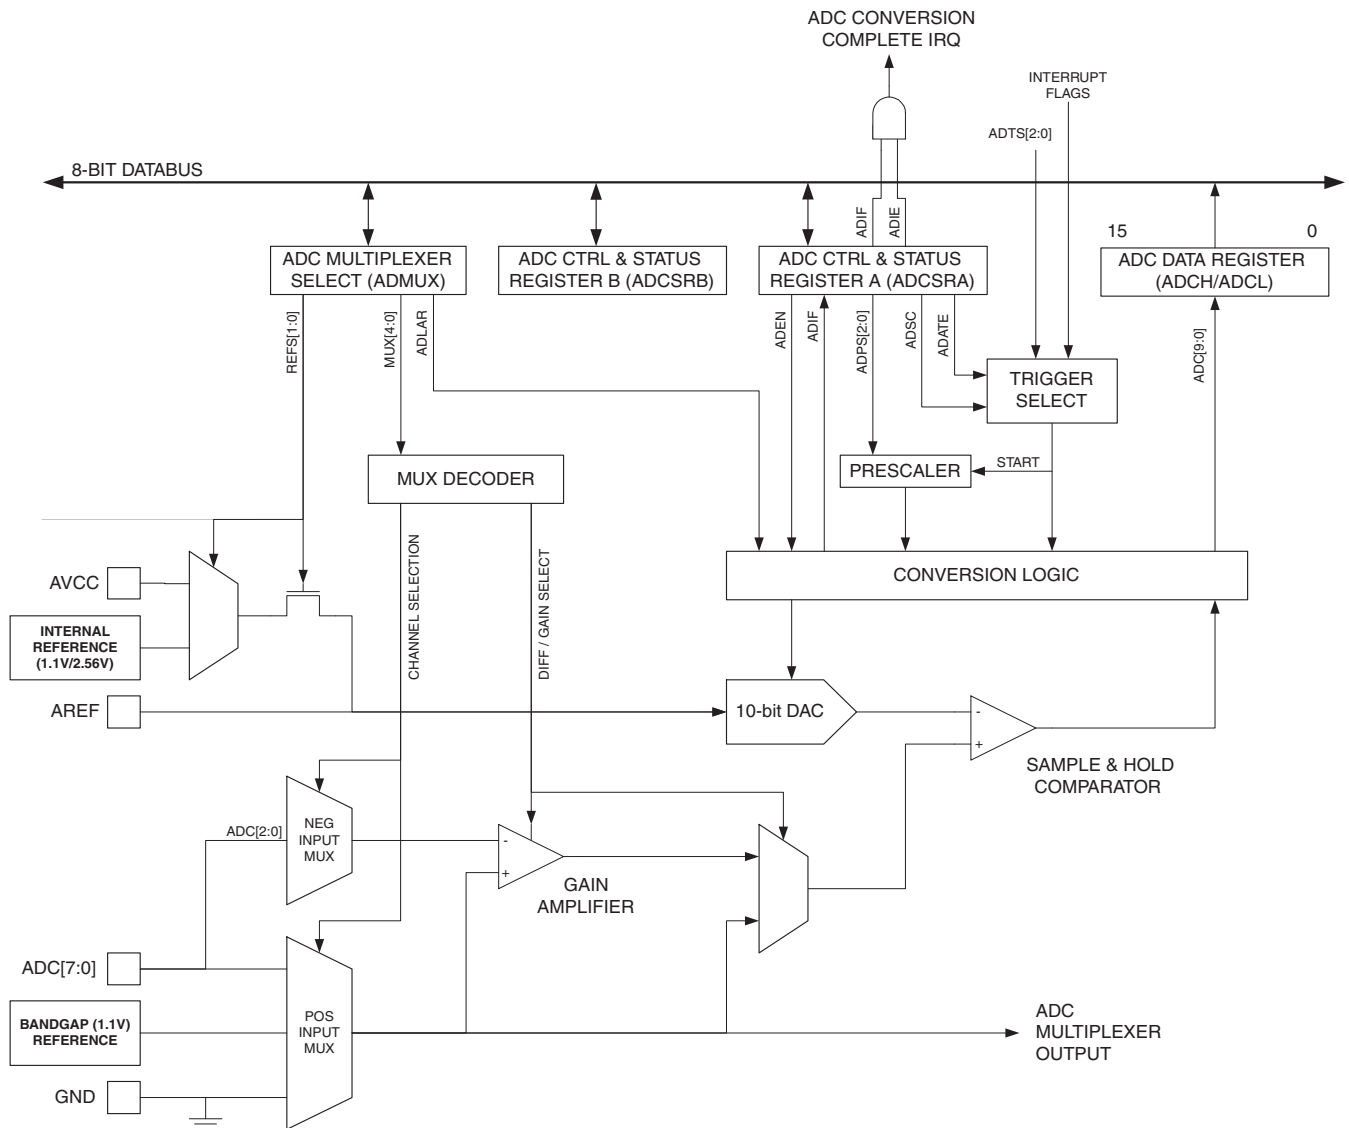 ADC CONVERSION
COMPLETE IRQ
INTERRUPT
FLAGS
ADTS[2:0]
8-BIT DATABUS
ADIF
ADIE
15
0
ADC MULTIPLEXER
SELECT (ADMUX)
ADC CTRL & STATUS
REGISTER B (ADCSRB)
ADC CTRL & STATUS
REGISTER A (ADCSRA)
ADC DATA REGISTER
(ADCH/ADCL)
REFS[1:0]
MUX[4:0]
ADLAR
ADEN
ADIF
ADPS[2:0]
ADSC
ADATE
ADC[9:0]
TRIGGER
SELECT
MUX DECODER
PRESCALER
START
CHANNEL SELECTION
DIFF / GAIN SELECT
CONVERSION LOGIC
AVCC
INTERNAL
REFERENCE
(1.1V/2.56V)
AREF
10-bit DAC
-
+
SAMPLE & HOLD
COMPARATOR
ADC[2:0]
NEG
INPUT
MUX
-
+
GAIN
AMPLIFIER
ADC[7:0]
BANDGAP (1.1V)
REFERENCE
POS
INPUT
MUX
ADC
MULTIPLEXER
OUTPUT
GND